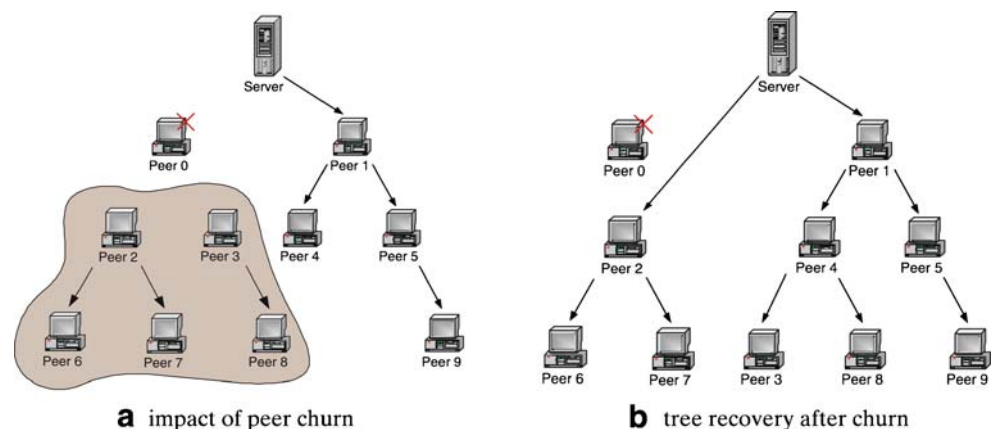 Server
Peer 0
Peer 1
Peer 2
Peer 3
Peer 4
Peer 5
Peer 6
Peer 7
Peer 8
Peer 9
a impact of peer churn
Server
Peer 0
Peer 1
Peer 2
Peer 4
Peer 5
Peer 6
Peer 7
Peer 3
Peer 8
Peer 9
b tree recovery after churn